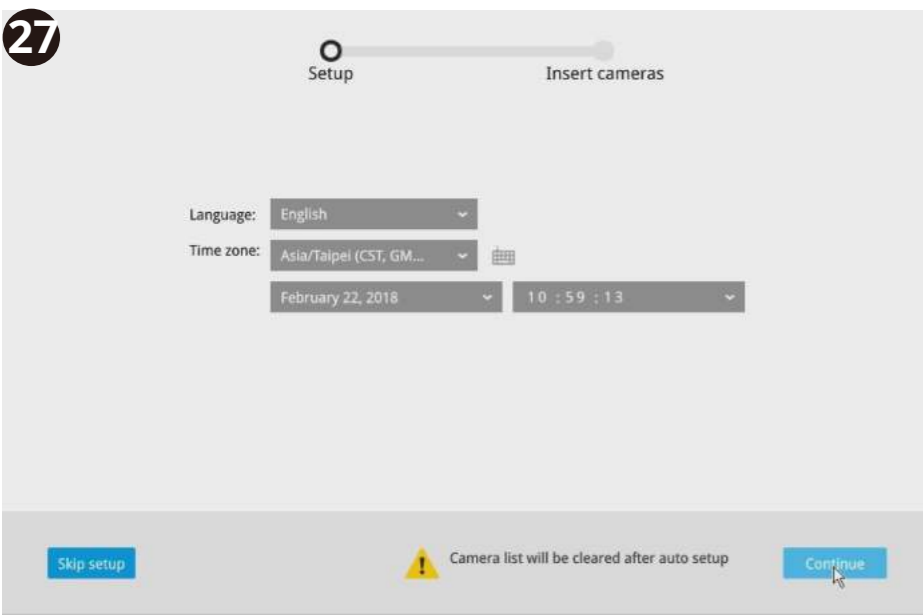 27
Setup
Insert cameras
Language: English
Time zone: Asia/Taipei (CST, GM...
February 22, 2018 10 : 59 : 13
Skip setup
Camera list will be cleared after auto setup
Continue